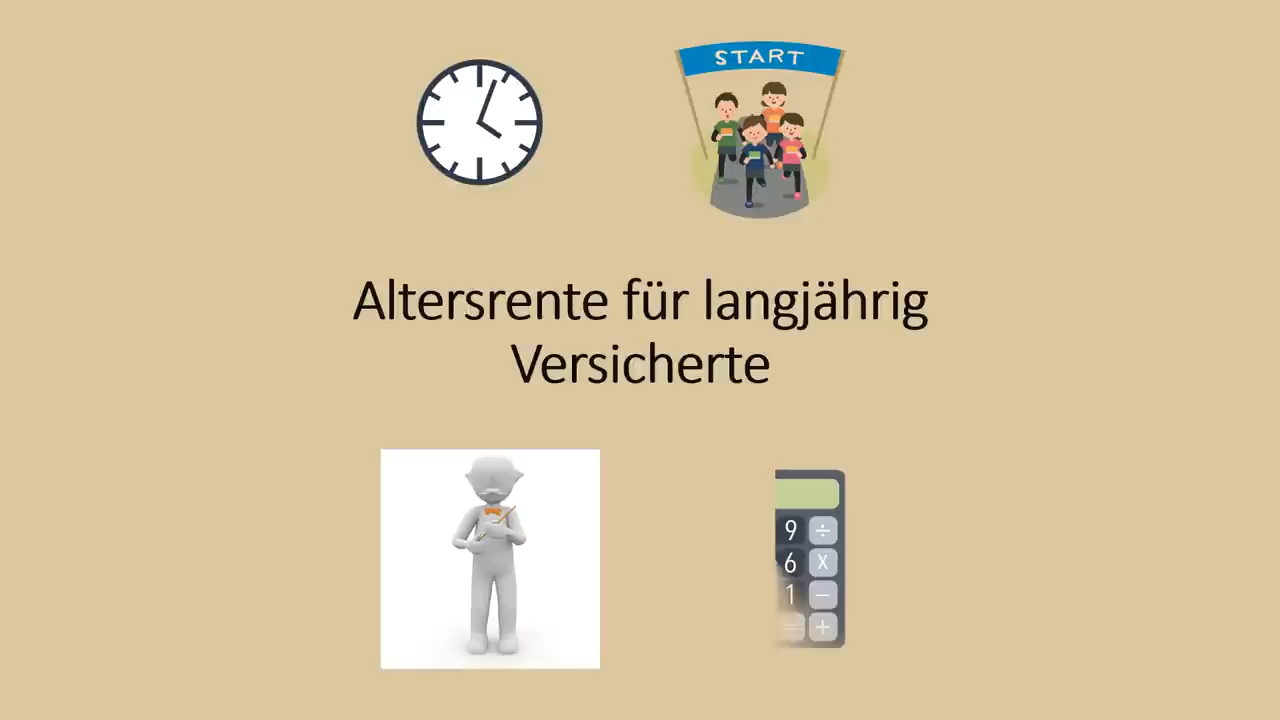 START
Altersrente für langjährig
Versicherte
9 ÷
6 X
1 −
= +